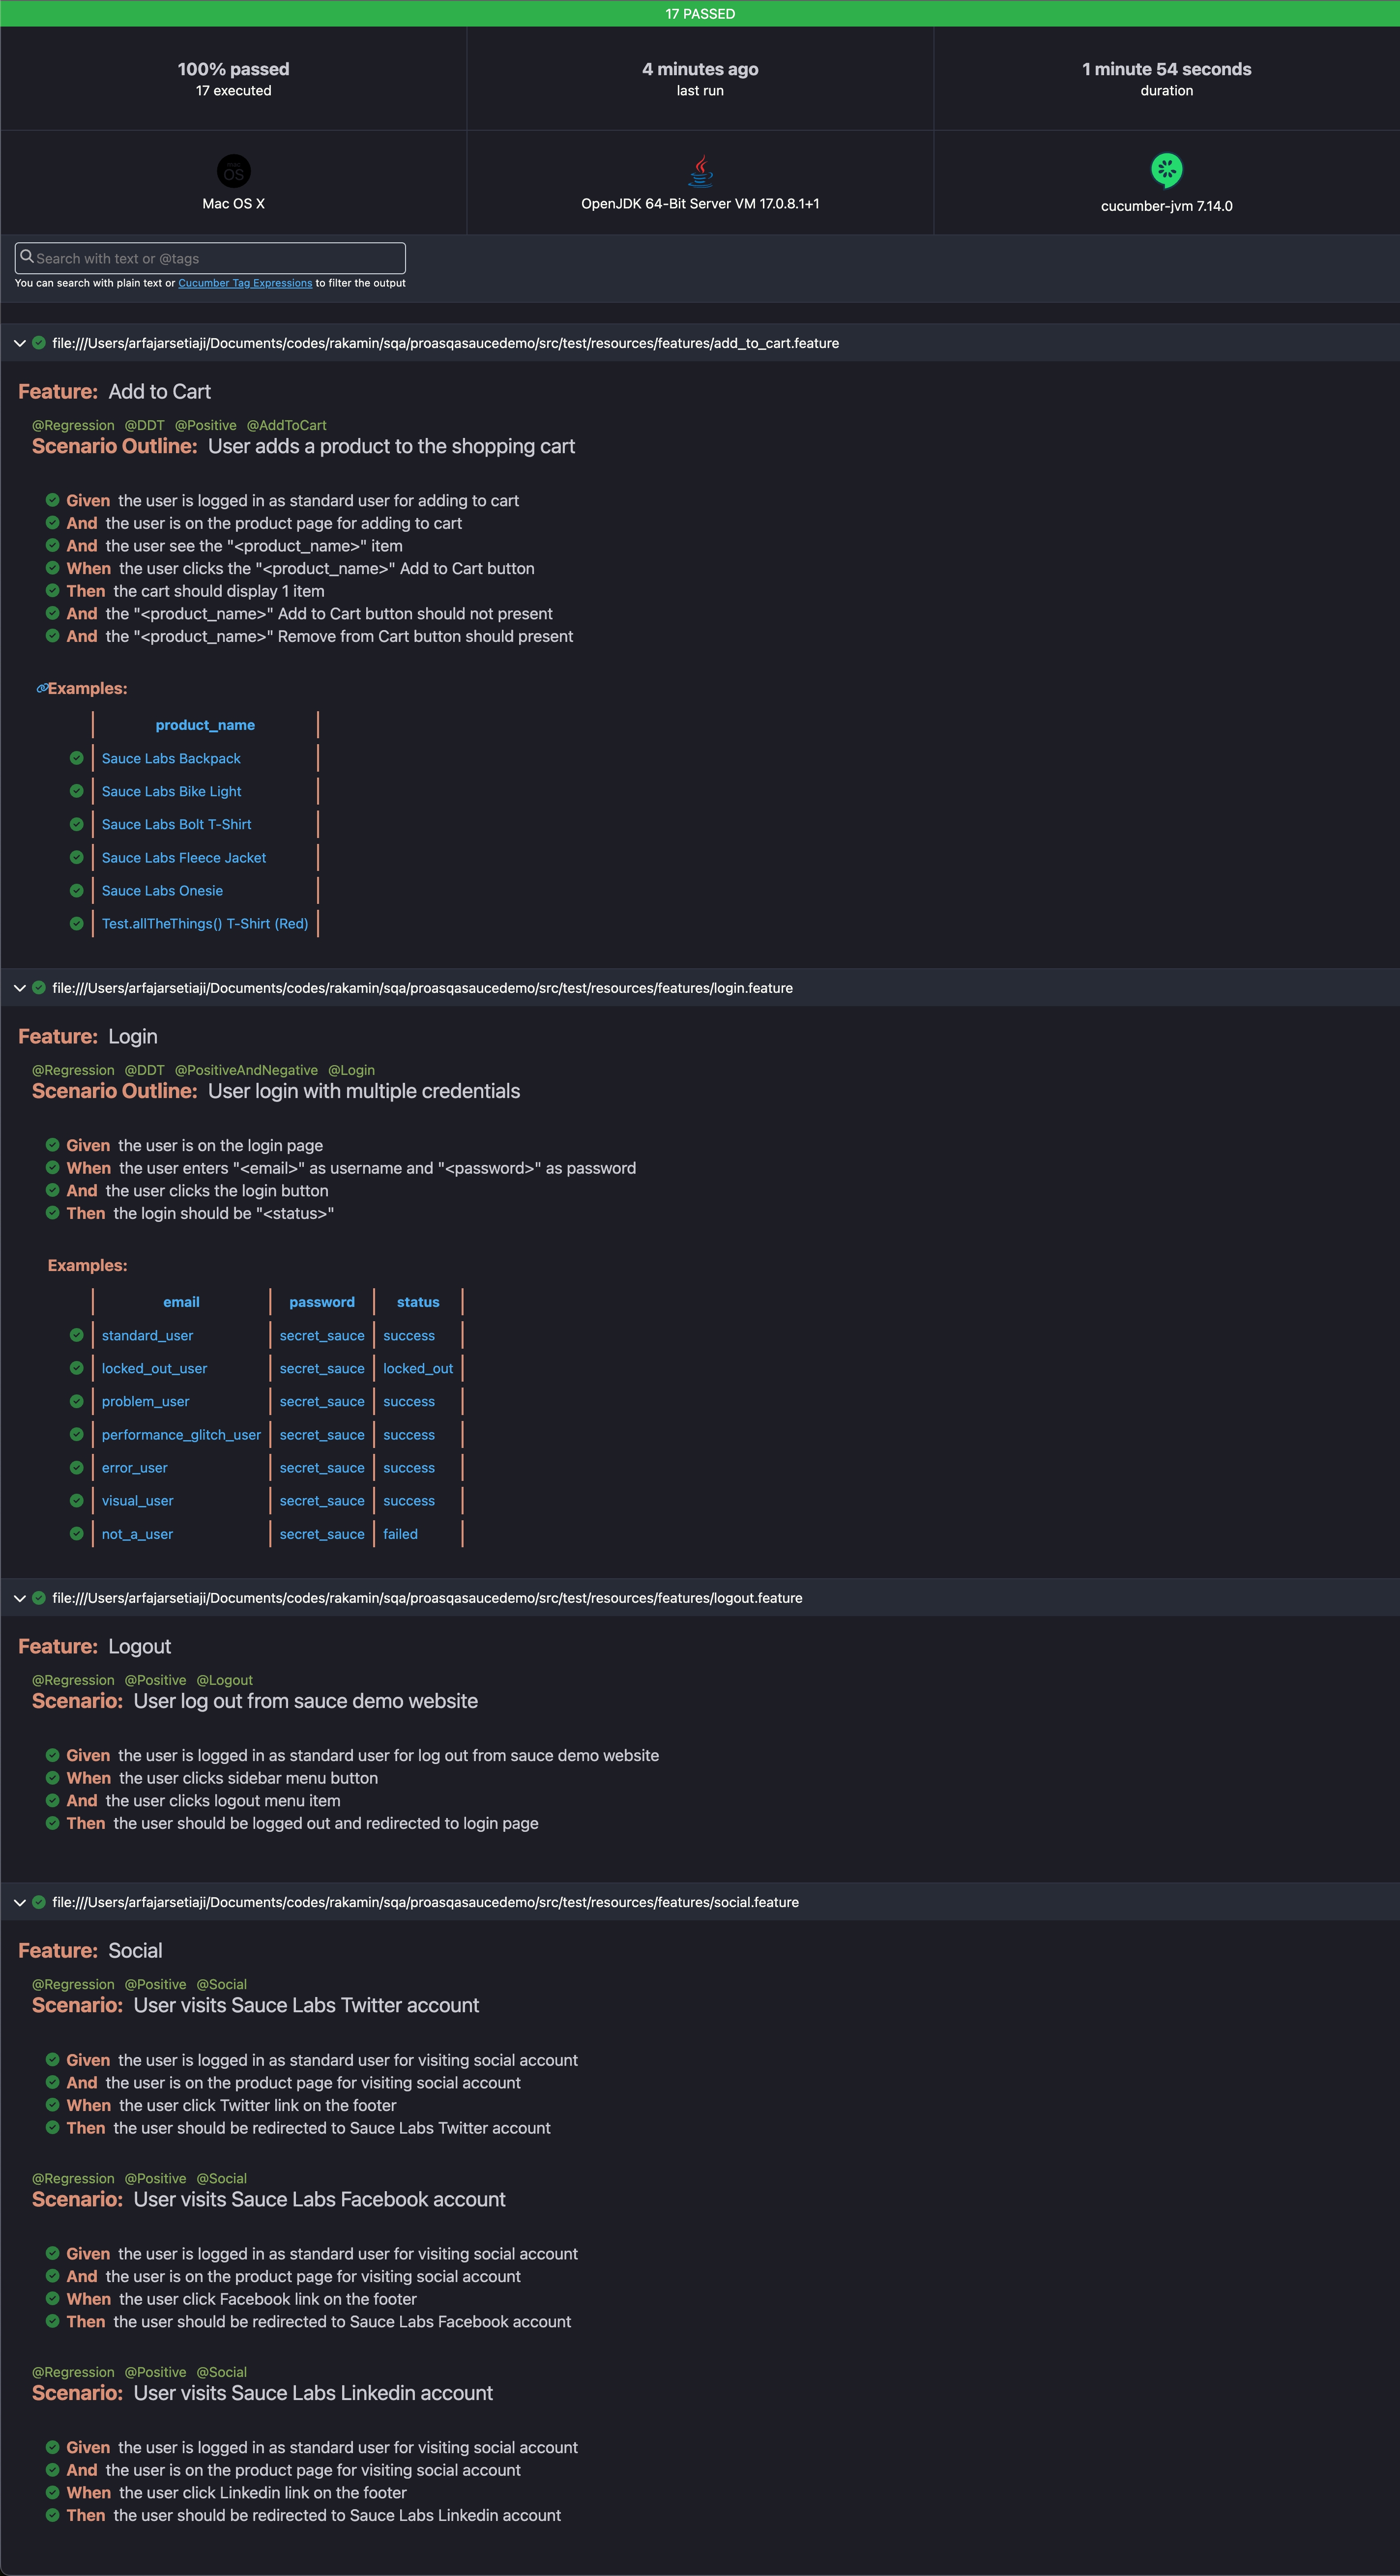 17 PASSED
100% passed
17 executed
4 minutes ago
last run
1 minute 54 seconds
duration
OS
Mac OS X
OpenJDK 64-Bit Server VM 17.0.8.1+1
cucumber-jvm 7.14.0
Search with text or @tags
You can search with plain text or Cucumber Tag Expressions to filter the output
file:///Users/arfajarsetiaji/Documents/codes/rakamin/sqa/proasqasaucedemo/src/test/resources/features/add_to_cart.feature
Feature: Add to Cart
@Regression @DDT @Positive @AddToCart
Scenario Outline: User adds a product to the shopping cart
Given the user is logged in as standard user for adding to cart
And the user is on the product page for adding to cart
And the user see the "<product_name>" item
When the user clicks the "<product_name>" Add to Cart button
Then the cart should display 1 item
And the "<product_name>" Add to Cart button should not present
And the "<product_name>" Remove from Cart button should present
Examples:
product_name
Sauce Labs Backpack
Sauce Labs Bike Light
Sauce Labs Bolt T-Shirt
Sauce Labs Fleece Jacket
Sauce Labs Onesie
Test.allTheThings() T-Shirt (Red)
file:///Users/arfajarsetiaji/Documents/codes/rakamin/sqa/proasqasaucedemo/src/test/resources/features/login.feature
Feature: Login
@Regression @DDT @PositiveAndNegative @Login
Scenario Outline: User login with multiple credentials
Given the user is on the login page
When the user enters "<email>" as username and "<password>" as password
And the user clicks the login button
Then the login should be "<status>"
Examples:
email password status
standard_user secret_sauce success
locked_out_user secret_sauce locked_out
problem_user secret_sauce success
performance_glitch_user secret_sauce success
error_user secret_sauce success
visual_user secret_sauce success
not_a_user secret_sauce failed
file:///Users/arfajarsetiaji/Documents/codes/rakamin/sqa/proasqasaucedemo/src/test/resources/features/logout.feature
Feature: Logout
@Regression @Positive @Logout
Scenario: User log out from sauce demo website
Given the user is logged in as standard user for log out from sauce demo website
When the user clicks sidebar menu button
And the user clicks logout menu item
Then the user should be logged out and redirected to login page
file:///Users/arfajarsetiaji/Documents/codes/rakamin/sqa/proasqasaucedemo/src/test/resources/features/social.feature
Feature: Social
@Regression @Positive @Social
Scenario: User visits Sauce Labs Twitter account
Given the user is logged in as standard user for visiting social account
And the user is on the product page for visiting social account
When the user click Twitter link on the footer
Then the user should be redirected to Sauce Labs Twitter account
@Regression @Positive @Social
Scenario: User visits Sauce Labs Facebook account
Given the user is logged in as standard user for visiting social account
And the user is on the product page for visiting social account
When the user click Facebook link on the footer
Then the user should be redirected to Sauce Labs Facebook account
@Regression @Positive @Social
Scenario: User visits Sauce Labs Linkedin account
Given the user is logged in as standard user for visiting social account
And the user is on the product page for visiting social account
When the user click Linkedin link on the footer
Then the user should be redirected to Sauce Labs Linkedin account